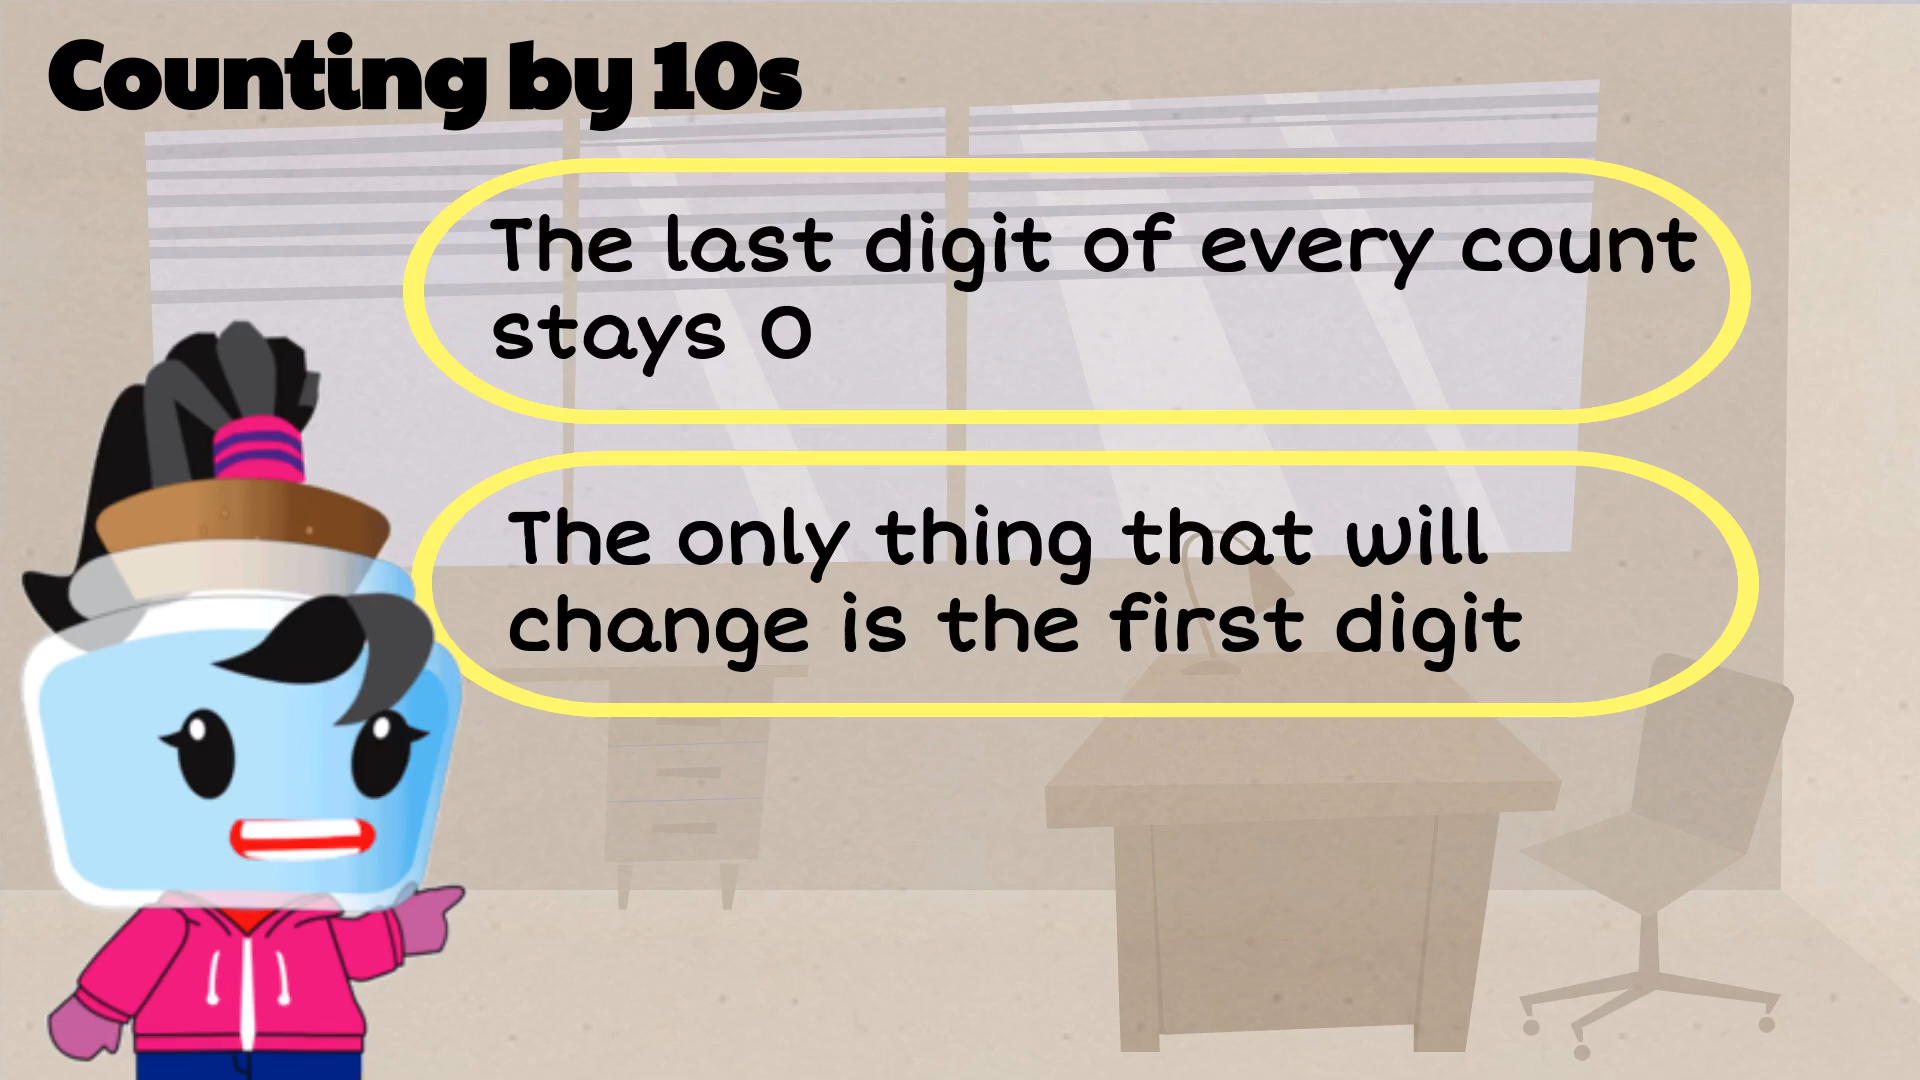 Counting by 10s
The last digit of every count
stays 0
The only thing that will
change is the first digit